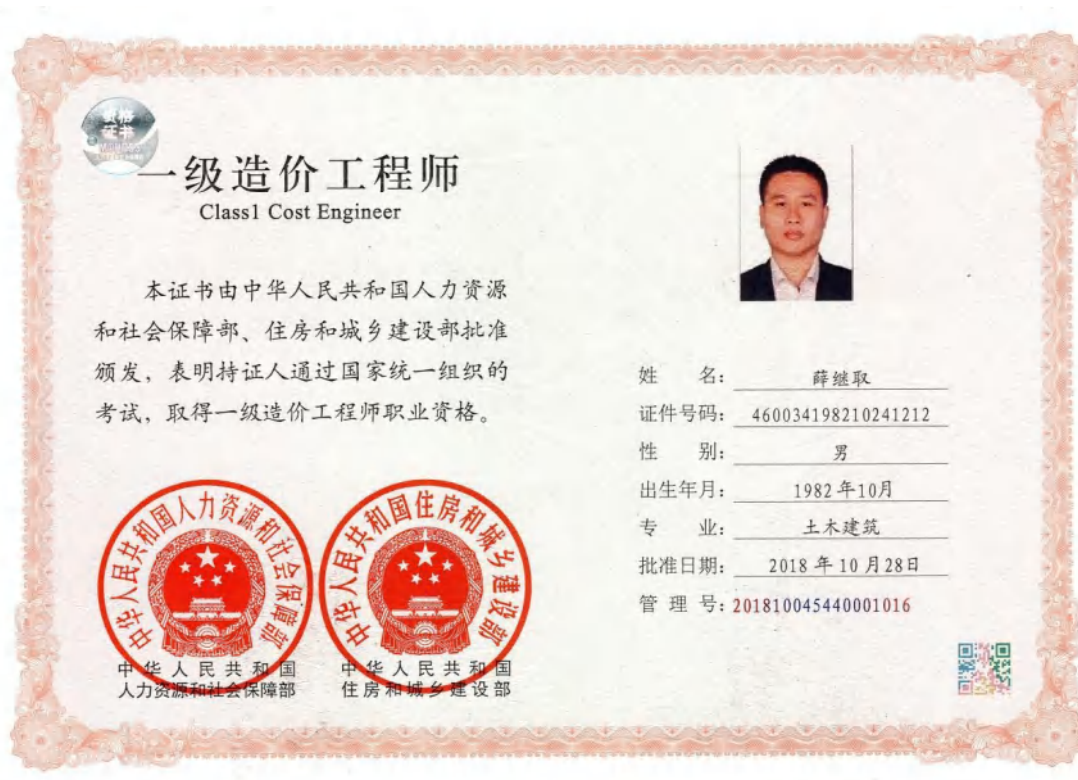 资格
证书
一级造价工程师
Class1 Cost Engineer
本证书由中华人民共和国人力资源
和社会保障部、住房和城乡建设部批准
颁发，表明持证人通过国家统一组织的
考试，取得一级造价工程师职业资格。
姓 名：薛继取
证件号码：460034198210241212
性 别：男
出生年月：1982年10月
专 业：土木建筑
批准日期：2018年10月28日
管 理 号：201810045440001016
中华人民共和国人力资源和社会保障部
中华人民共和国住房和城乡建设部
中华人民共和国
人力资源和社会保障部
中华人民共和国
住房和城乡建设部